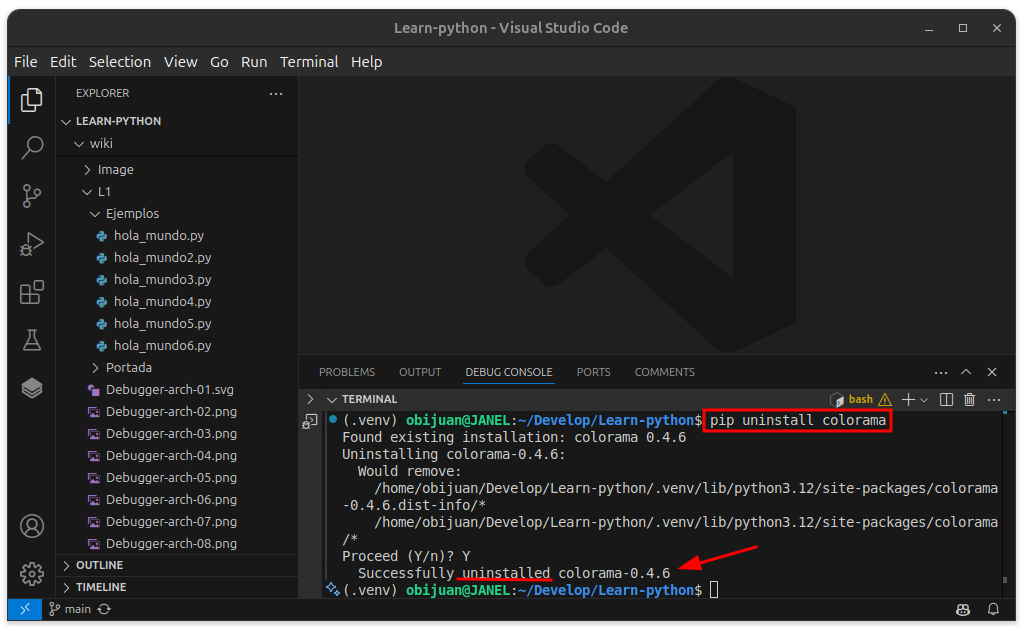 Learn-python - Visual Studio Code
File Edit Selection View Go Run Terminal Help
EXPLORER
LEARN-PYTHON
wiki
Image
L1
Ejemplos
hola_mundo.py
hola_mundo2.py
hola_mundo3.py
hola_mundo4.py
hola_mundo5.py
hola_mundo6.py
Portada
Debugger-arch-01.svg
Debugger-arch-02.png
Debugger-arch-03.png
Debugger-arch-04.png
Debugger-arch-05.png
Debugger-arch-06.png
Debugger-arch-07.png
Debugger-arch-08.png
OUTLINE
TIMELINE
PROBLEMS OUTPUT DEBUG CONSOLE PORTS COMMENTS
TERMINAL
bash
(.venv) obijuan@JANEL:~/Develop/Learn-python$ pip uninstall colorama
Found existing installation: colorama 0.4.6
Uninstalling colorama-0.4.6:
Would remove:
/home/obijuan/Develop/Learn-python/.venv/lib/python3.12/site-packages/colorama
-0.4.6.dist-info/*
/home/obijuan/Develop/Learn-python/.venv/lib/python3.12/site-packages/colorama
/*
Proceed (Y/n)? Y
Successfully uninstalled colorama-0.4.6
(.venv) obijuan@JANEL:~/Develop/Learn-python$
main